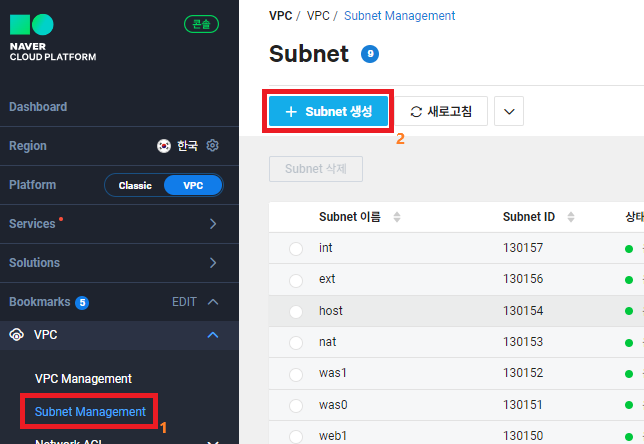 콘솔
NAVER
CLOUD PLATFORM
Dashboard
Region 한국
Platform Classic VPC
Services
Solutions
Bookmarks 5 EDIT
VPC
VPC Management
Subnet Management 1
Network ACL
VPC / VPC / Subnet Management
Subnet 9
+ Subnet 생성 새로고침
2
Subnet 삭제
Subnet 이름 Subnet ID 상태
int 130157
ext 130156
host 130154
nat 130153
was1 130152
was0 130151
web1 130150